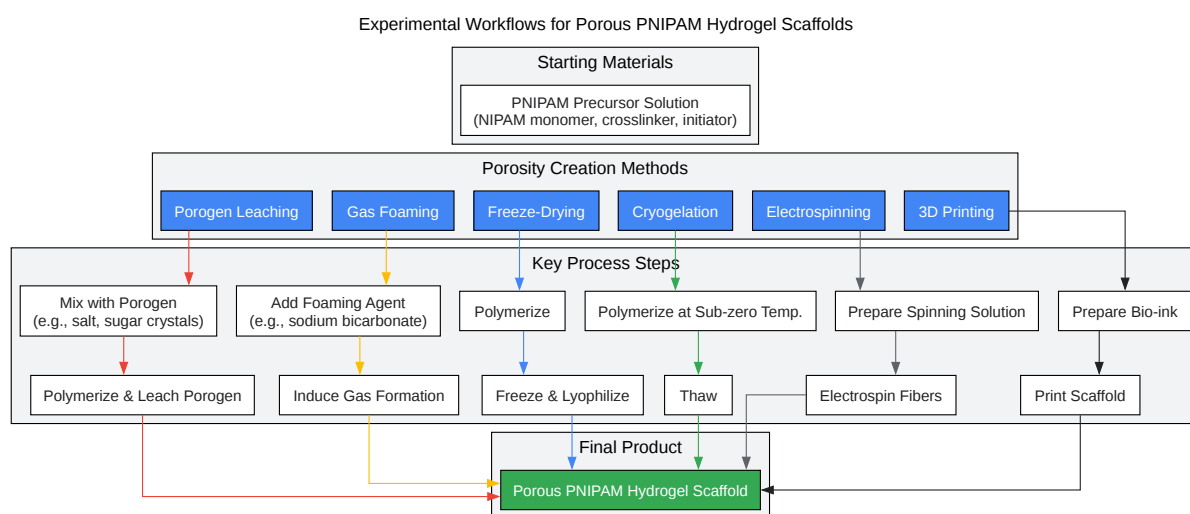 Experimental Workflows for Porous PNIPAM Hydrogel Scaffolds
Starting Materials
PNIPAM Precursor Solution
(NIPAM monomer, crosslinker, initiator)
Porosity Creation Methods
Porogen Leaching
Gas Foaming
Freeze-Drying
Cryogelation
Electrospinning
3D Printing
Key Process Steps
Mix with Porogen
(e.g., salt, sugar crystals)
Add Foaming Agent
(e.g., sodium bicarbonate)
Polymerize
Polymerize at Sub-zero Temp.
Prepare Spinning Solution
Prepare Bio-ink
Polymerize & Leach Porogen
Induce Gas Formation
Freeze & Lyophilize
Thaw
Electrospin Fibers
Print Scaffold
Final Product
Porous PNIPAM Hydrogel Scaffold